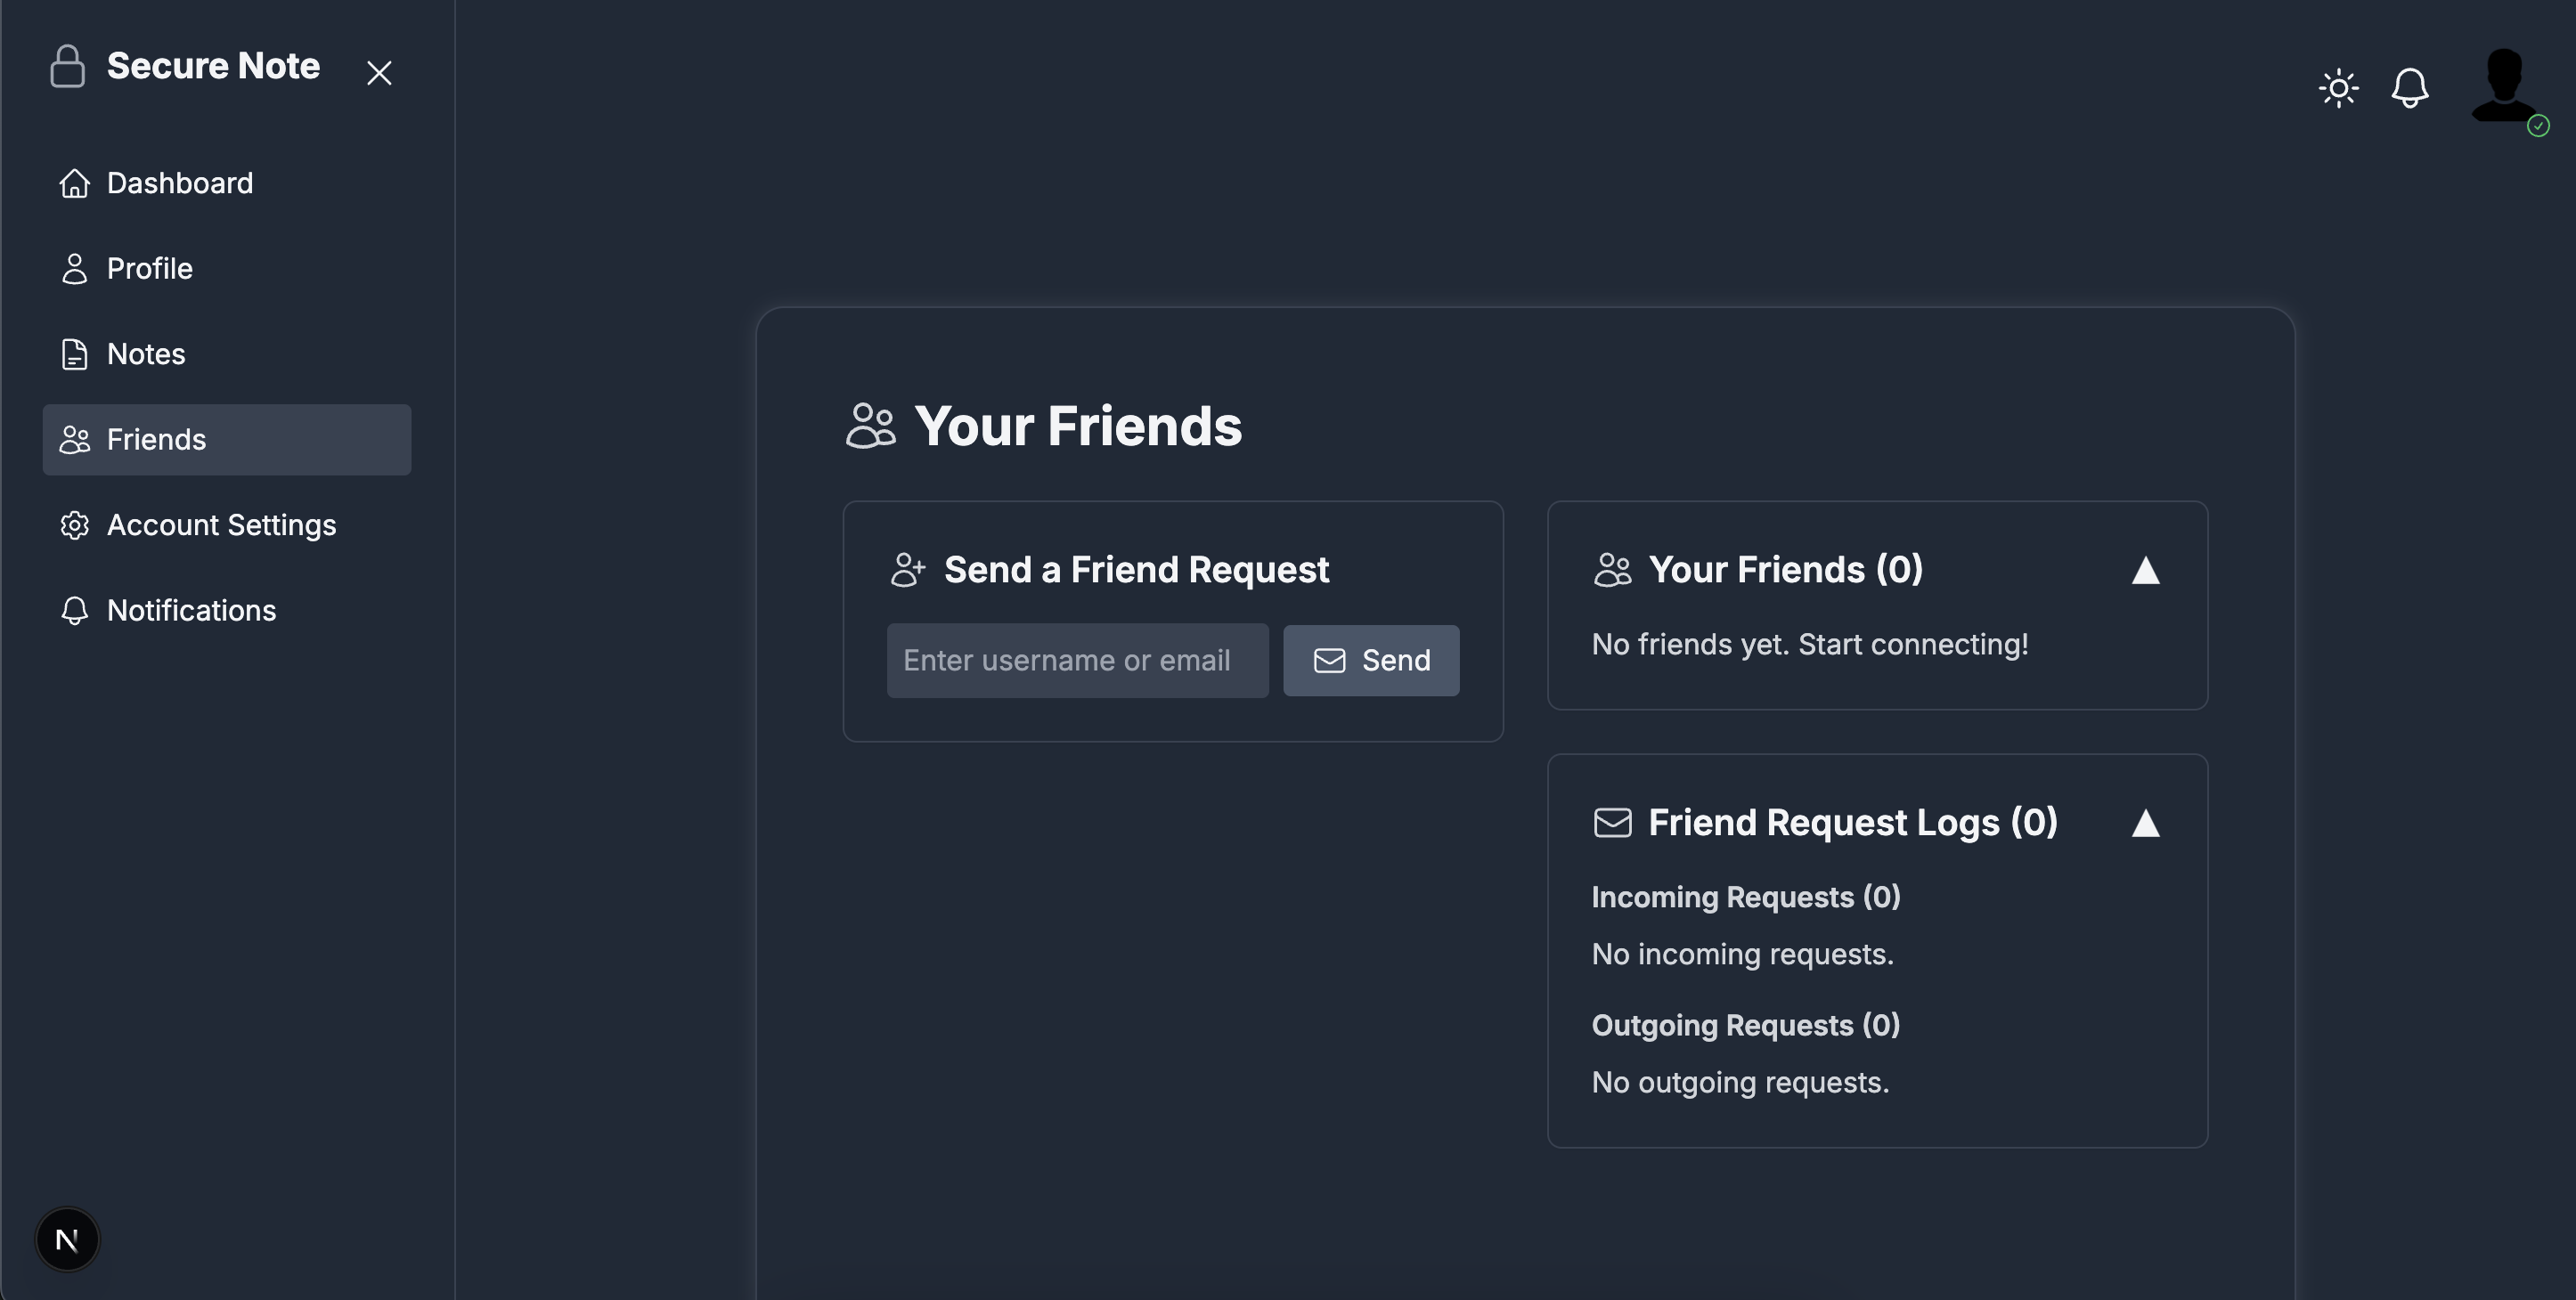 Secure Note
Dashboard
Profile
Notes
Friends
Account Settings
Notifications
N
Your Friends
Send a Friend Request
Enter username or email
Send
Your Friends (0)
No friends yet. Start connecting!
Friend Request Logs (0)
Incoming Requests (0)
No incoming requests.
Outgoing Requests (0)
No outgoing requests.